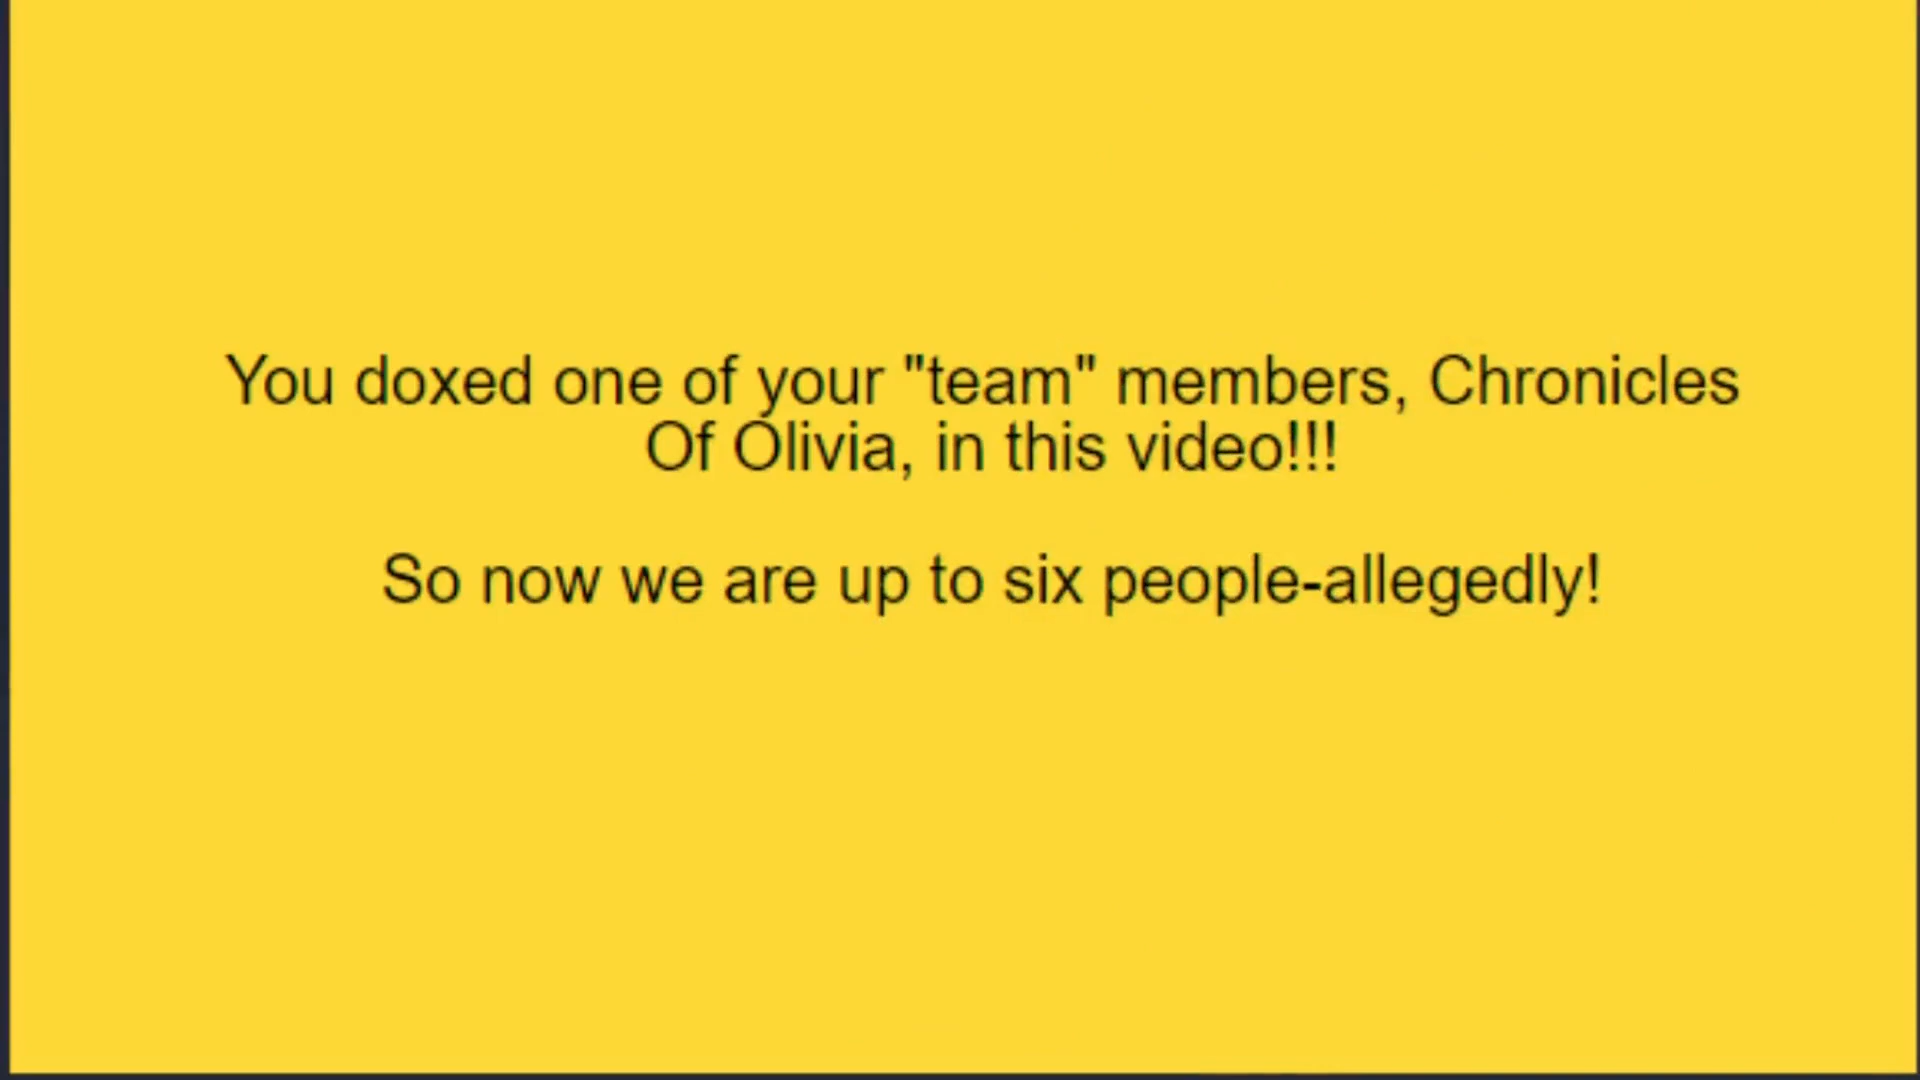 You doxed one of your "team" members, Chronicles
Of Olivia, in this video!!!
So now we are up to six people-allegedly!